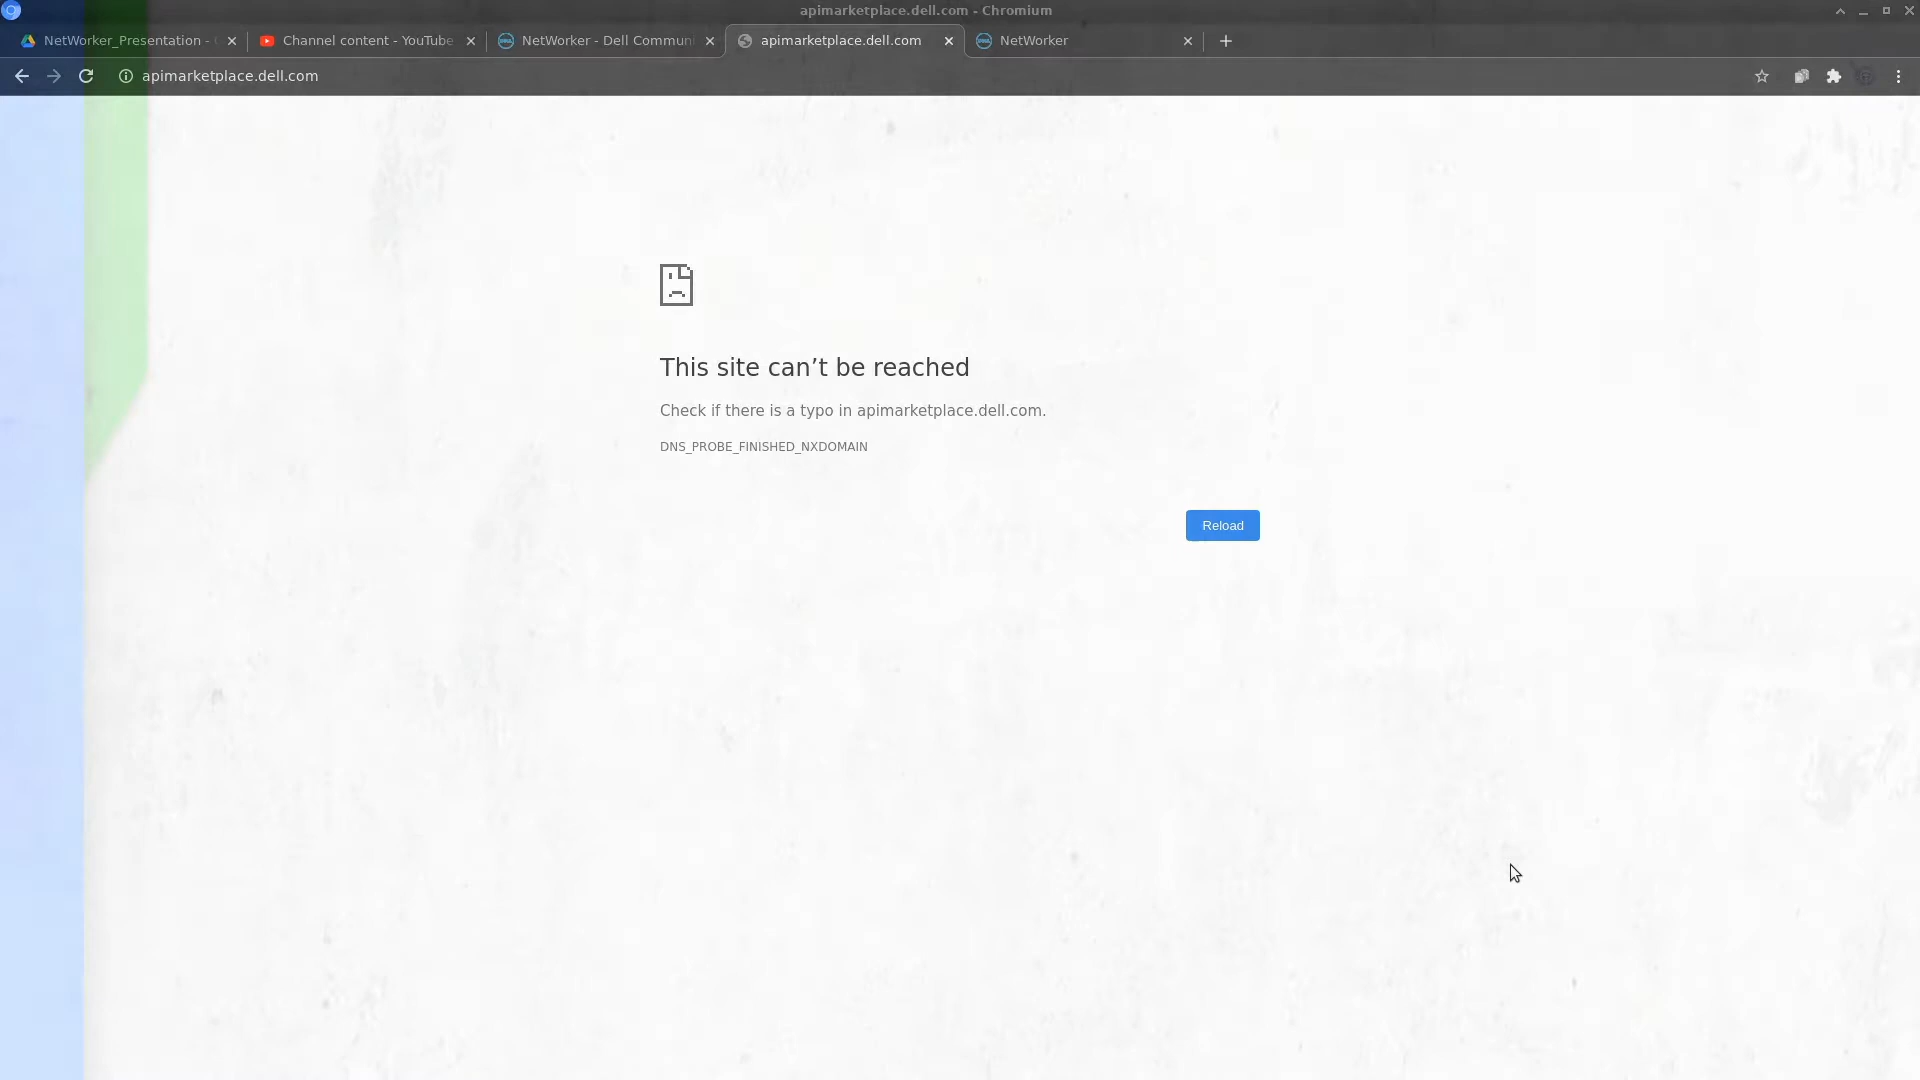 apimarketplace.dell.com - Chromium
NetWorker_Presentation -
Channel content - YouTube
NetWorker - Dell Commun
apimarketplace.dell.com
NetWorker
apimarketplace.dell.com
This site can’t be reached
Check if there is a typo in apimarketplace.dell.com.
DNS_PROBE_FINISHED_NXDOMAIN
Reload